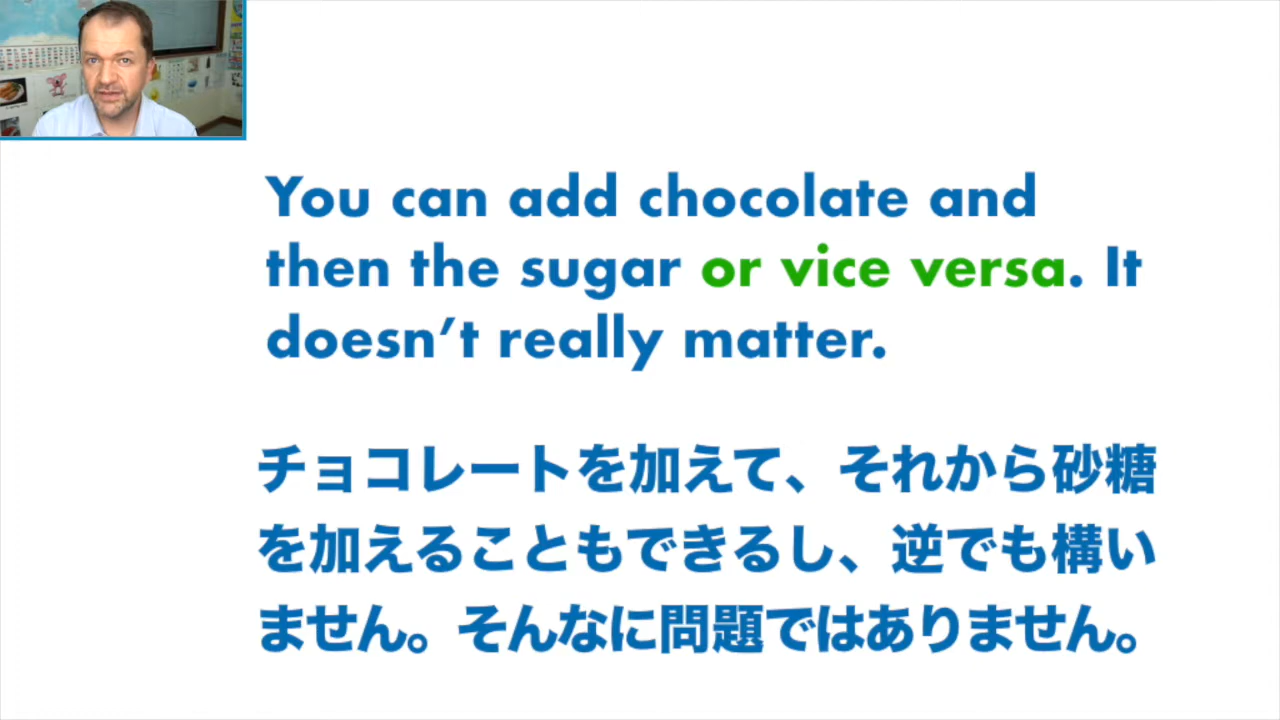 You can add chocolate and
then the sugar or vice versa. It
doesn’t really matter.
チョコレートを加えて、それから砂糖
を加えることもできるし、逆でも構い
ません。そんなに問題ではありません。